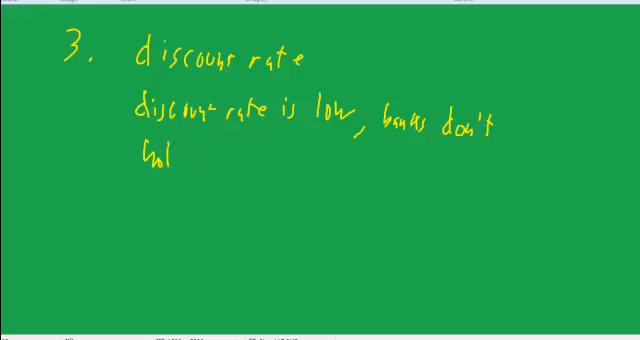 3. discount rate
discount rate is low, banks don't
hol